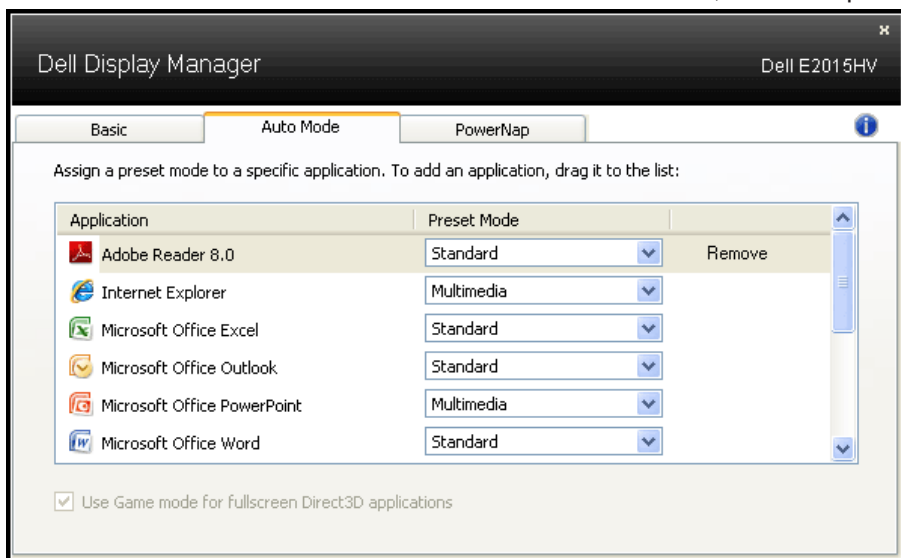 Dell Display Manager
Dell E2015HV
Basic Auto Mode PowerNap
Assign a preset mode to a specific application. To add an application, drag it to the list:
Application Preset Mode
Adobe Reader 8.0 Standard Remove
Internet Explorer Multimedia
Microsoft Office Excel Standard
Microsoft Office Outlook Standard
Microsoft Office PowerPoint Multimedia
Microsoft Office Word Standard
Use Game mode for fullscreen Direct3D applications